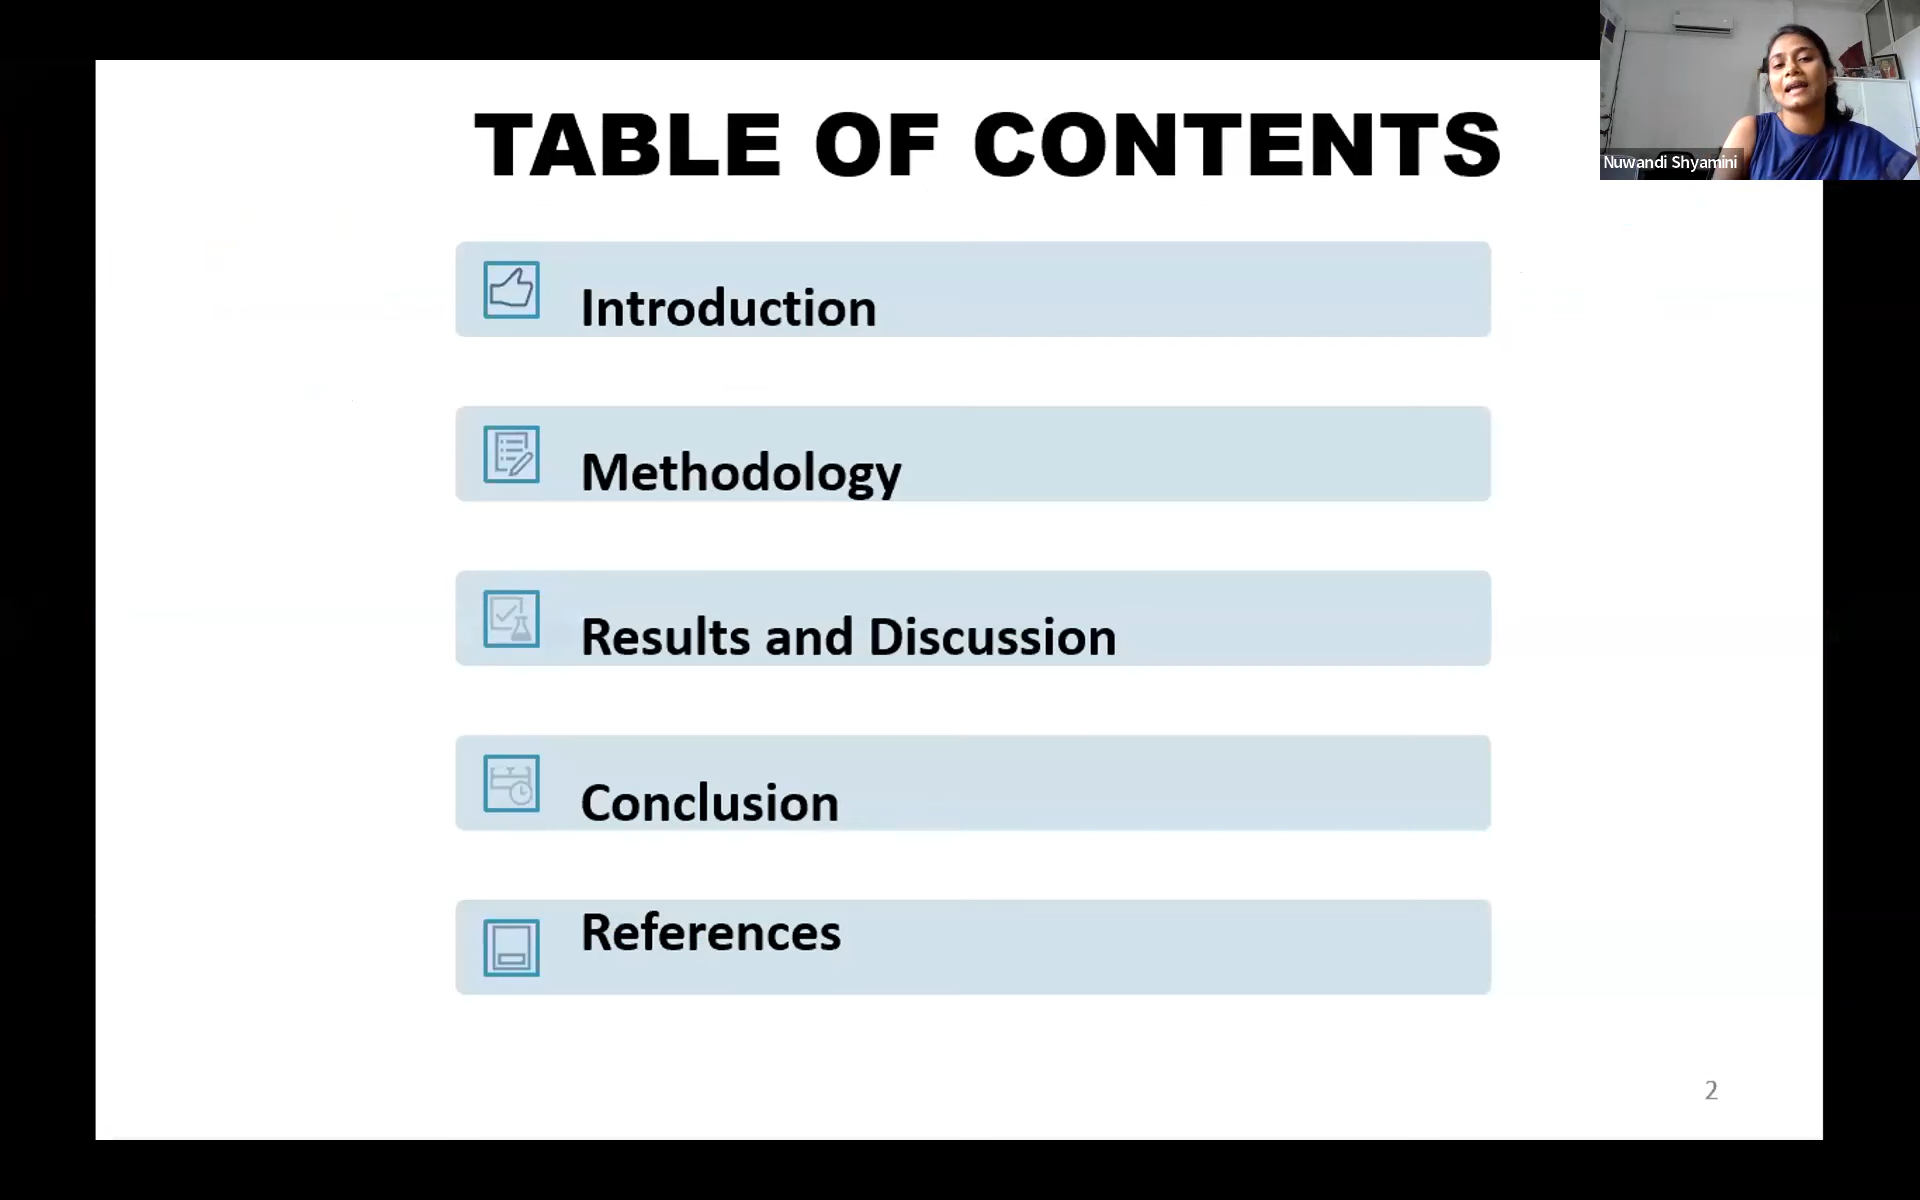 TABLE OF CONTENTS
Nuwandi Shyamini
Introduction
Methodology
Results and Discussion
Conclusion
References
2